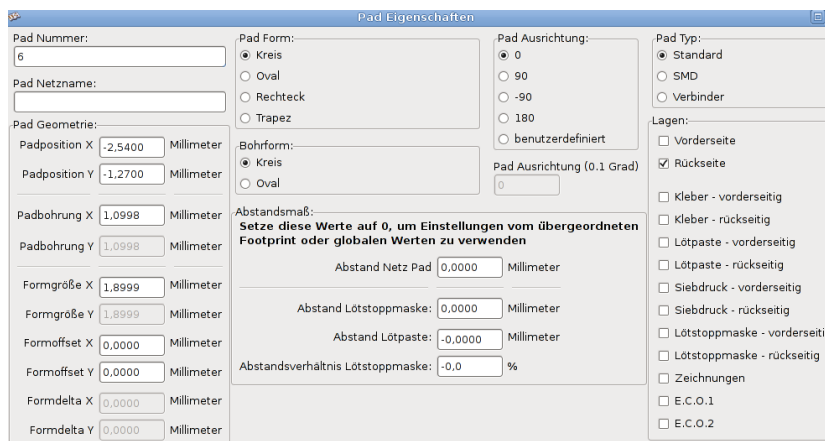 Pad Eigenschaften
Pad Nummer:
6
Pad Netzname:
Pad Geometrie:
Padposition X -2,5400 Millimeter
Padposition Y -1,2700 Millimeter
Padbohrung X 1,0998 Millimeter
Padbohrung Y 1,0998 Millimeter
Formgröße X 1,8999 Millimeter
Formgröße Y 1,8999 Millimeter
Formoffset X 0,0000 Millimeter
Formoffset Y 0,0000 Millimeter
Formdelta X 0,0000 Millimeter
Formdelta Y 0,0000 Millimeter
Pad Form:
Kreis
Oval
Rechteck
Trapez
Bohrform:
Kreis
Oval
Pad Ausrichtung:
0
90
-90
180
benutzerdefiniert
Pad Ausrichtung (0.1 Grad)
0
Abstandsmaß:
Setze diese Werte auf 0, um Einstellungen vom übergeordneten
Footprint oder globalen Werten zu verwenden
Abstand Netz Pad 0,0000 Millimeter
Abstand Lötstoppmaske: 0,0000 Millimeter
Abstand Lötpaste: -0,0000 Millimeter
Abstandsverhältnis Lötstoppmaske: -0,0 %
Pad Typ:
Standard
SMD
Verbinder
Lagen:
Vorderseite
Rückseite
Kleber - vorderseitig
Kleber - rückseitig
Lötpaste - vorderseitig
Lötpaste - rückseitig
Siebdruck - vorderseitig
Siebdruck - rückseitig
Lötstoppmaske - vorderseiti
Lötstoppmaske - rückseitig
Zeichnungen
E.C.O.1
E.C.O.2